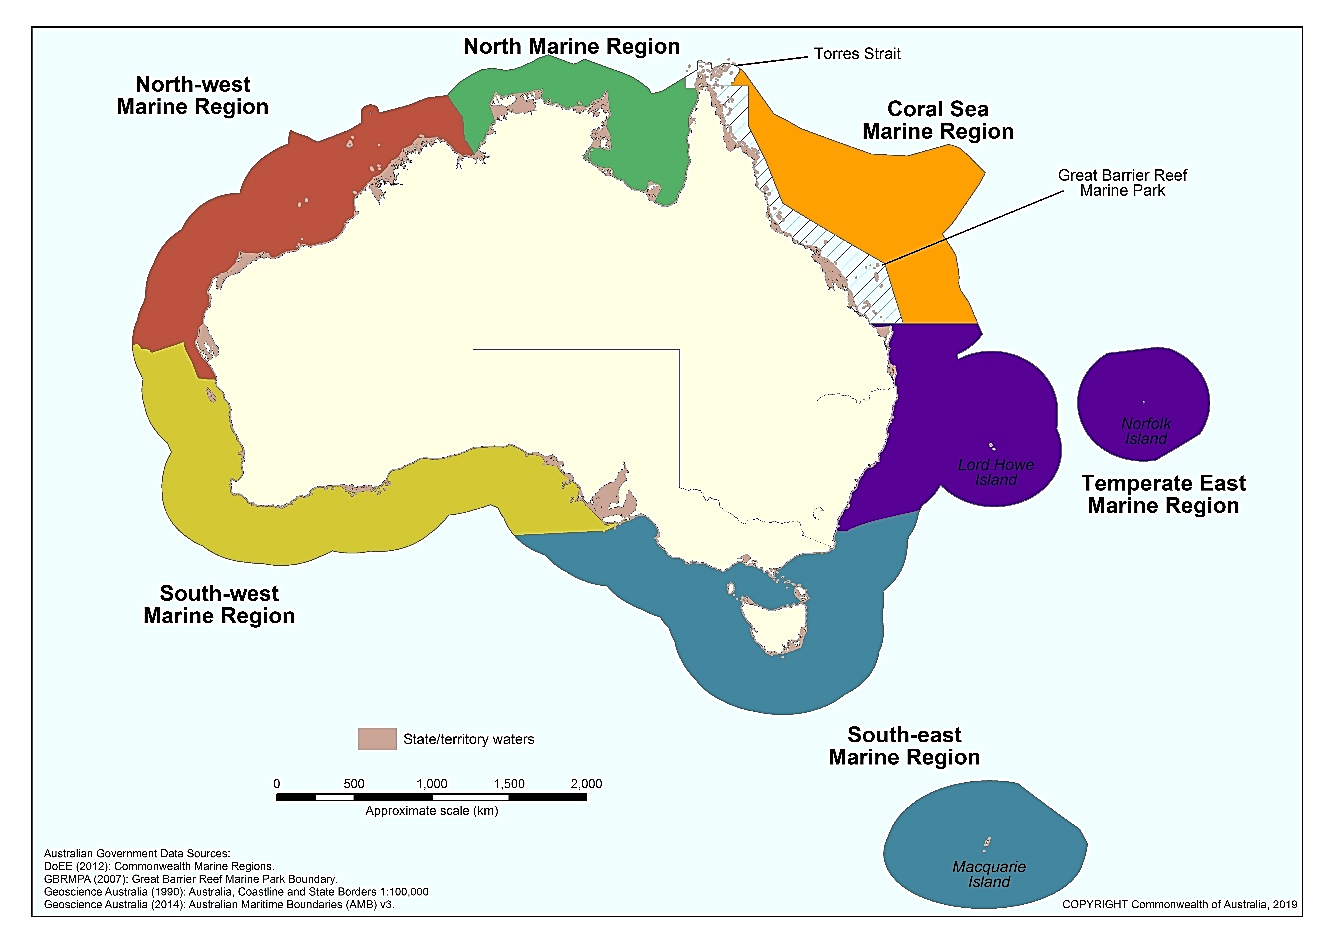 North Marine Region
Torres Strait
North-west
Marine Region
Coral Sea
Marine Region
Great Barrier Reef
Marine Park
Norfolk
Island
Lord Howe
Island
Temperate East
Marine Region
South-west
Marine Region
South-east
Marine Region
State/territory waters
0 500 1,000 1,500 2,000
Approximate scale (km)
Macquarie
Island
Australian Government Data Sources:
DoEE (2012): Commonwealth Marine Regions.
GBRMPA (2007): Great Barrier Reef Marine Park Boundary.
Geoscience Australia (1990): Australia, Coastline and State Borders 1:100,000
Geoscience Australia (2014): Australian Maritime Boundaries (AMB) v3.
COPYRIGHT Commonwealth of Australia, 2019